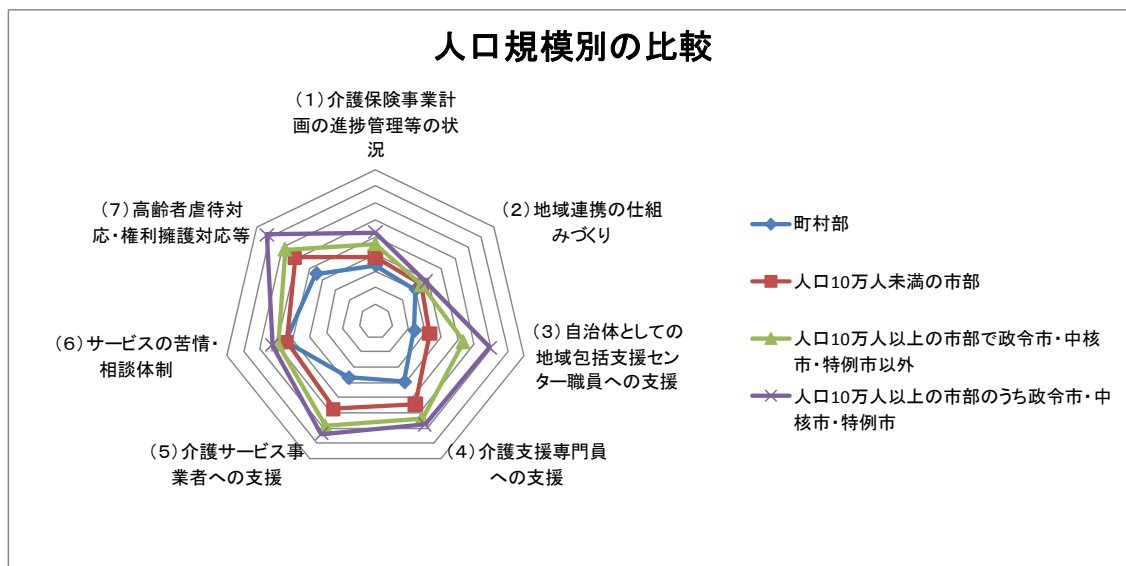 人口規模別の比較
(1)介護保険事業計
画の進捗管理等の状
況
(2)地域連携の仕組
みづくり
(3)自治体としての
地域包括支援セン
ター職員への支援
(4)介護支援専門員
への支援
(5)介護サービス事
業者への支援
(6)サービスの苦情・
相談体制
(7)高齢者虐待対
応・権利擁護対応等
町村部
人口10万人未満の市部
人口10万人以上の市部で政令市・中核
市・特例市以外
人口10万人以上の市部のうち政令市・中
核市・特例市